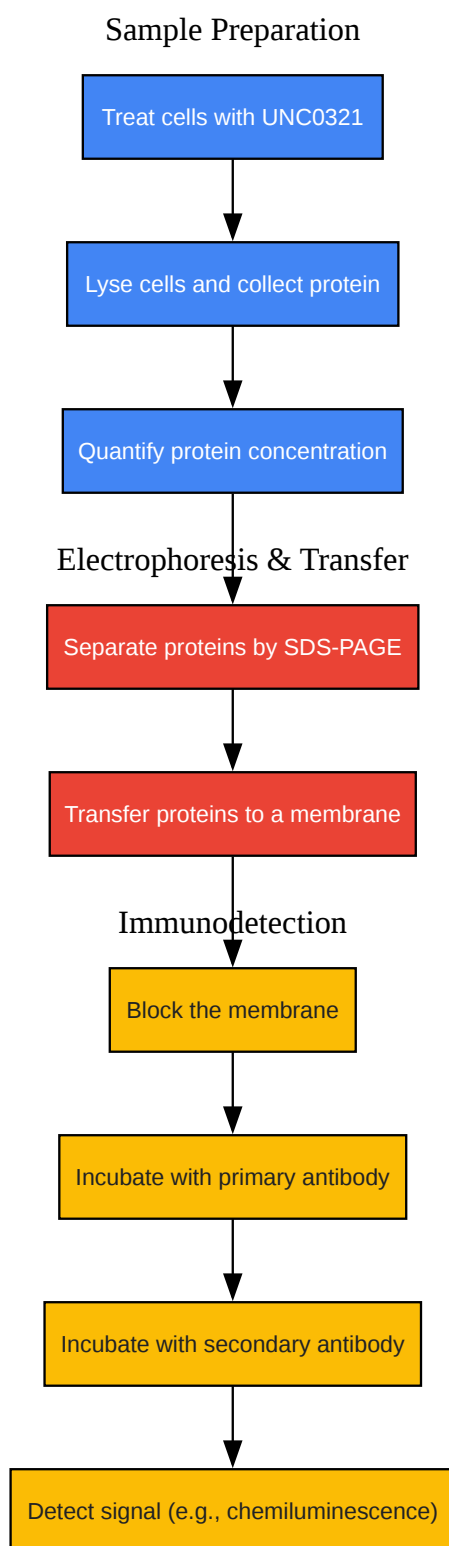 Sample Preparation
Treat cells with UNC0321
Lyse cells and collect protein
Quantify protein concentration
Electrophoresis & Transfer
Separate proteins by SDS-PAGE
Transfer proteins to a membrane
Immunodetection
Block the membrane
Incubate with primary antibody
Incubate with secondary antibody
Detect signal (e.g., chemiluminescence)